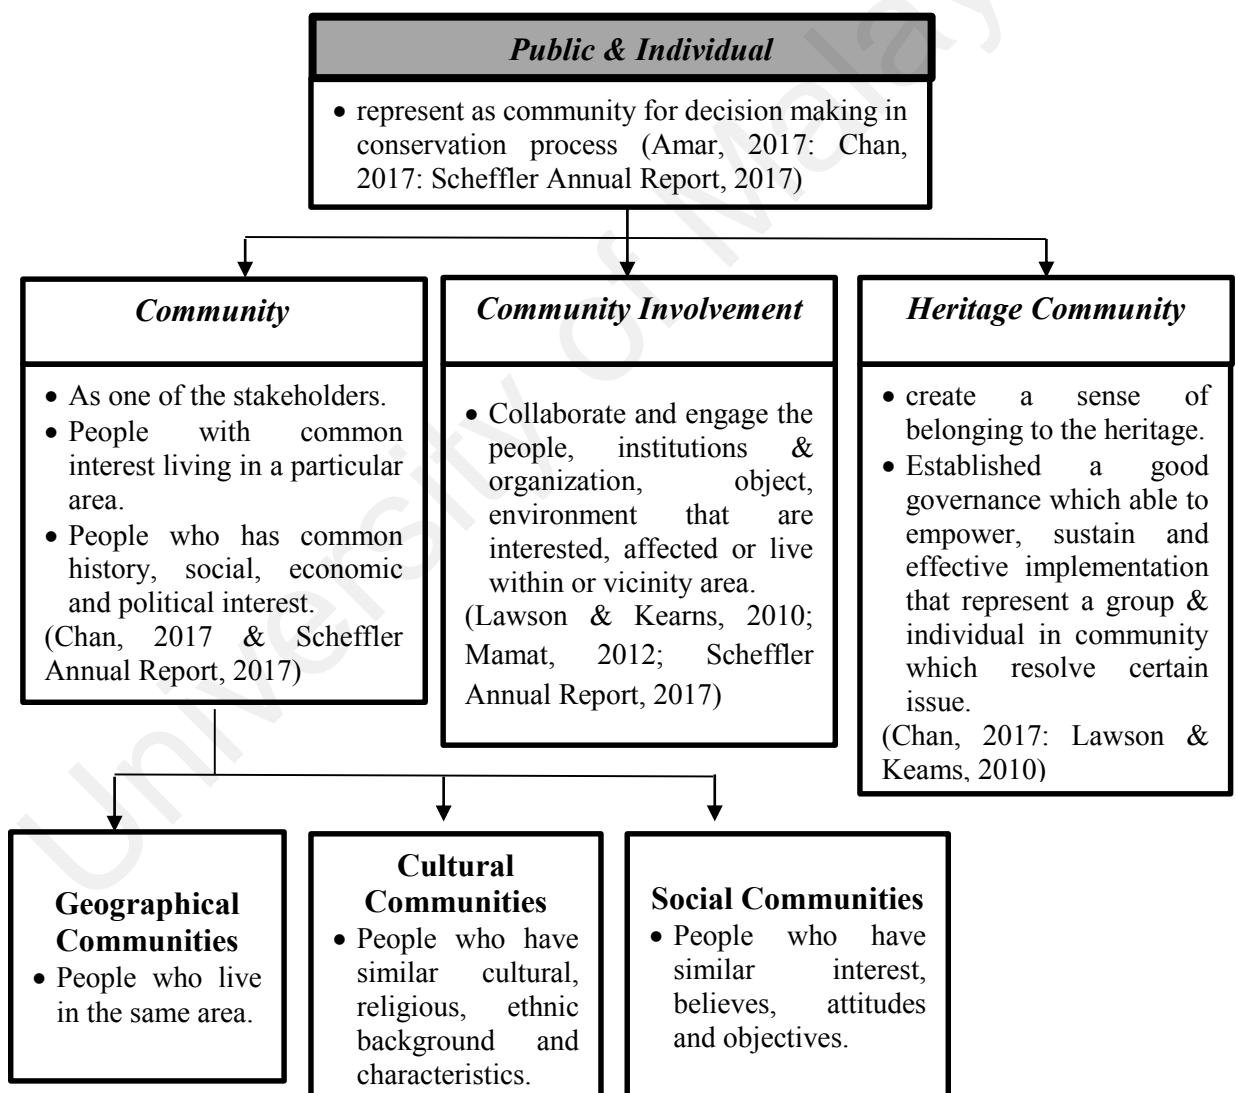 Public & Individual
• represent as community for decision making in
conservation process (Amar, 2017: Chan,
2017: Scheffler Annual Report, 2017)
Community
• As one of the stakeholders.
• People with common
interest living in a particular
area.
• People who has common
history, social, economic
and political interest.
(Chan, 2017 & Scheffler
Annual Report, 2017)
Community Involvement
• Collaborate and engage the
people, institutions &
organization, object,
environment that are
interested, affected or live
within or vicinity area.
(Lawson & Kearns, 2010;
Mamat, 2012; Scheffler
Annual Report, 2017)
Heritage Community
• create a sense of
belonging to the heritage.
• Established a good
governance which able to
empower, sustain and
effective implementation
that represent a group &
individual in community
which resolve certain
issue.
(Chan, 2017: Lawson &
Keams, 2010)
Geographical
Communities
• People who live
in the same area.
Cultural
Communities
• People who have
similar cultural,
religious, ethnic
background and
characteristics.
Social Communities
• People who have
similar interest,
believes, attitudes
and objectives.
University of Malay